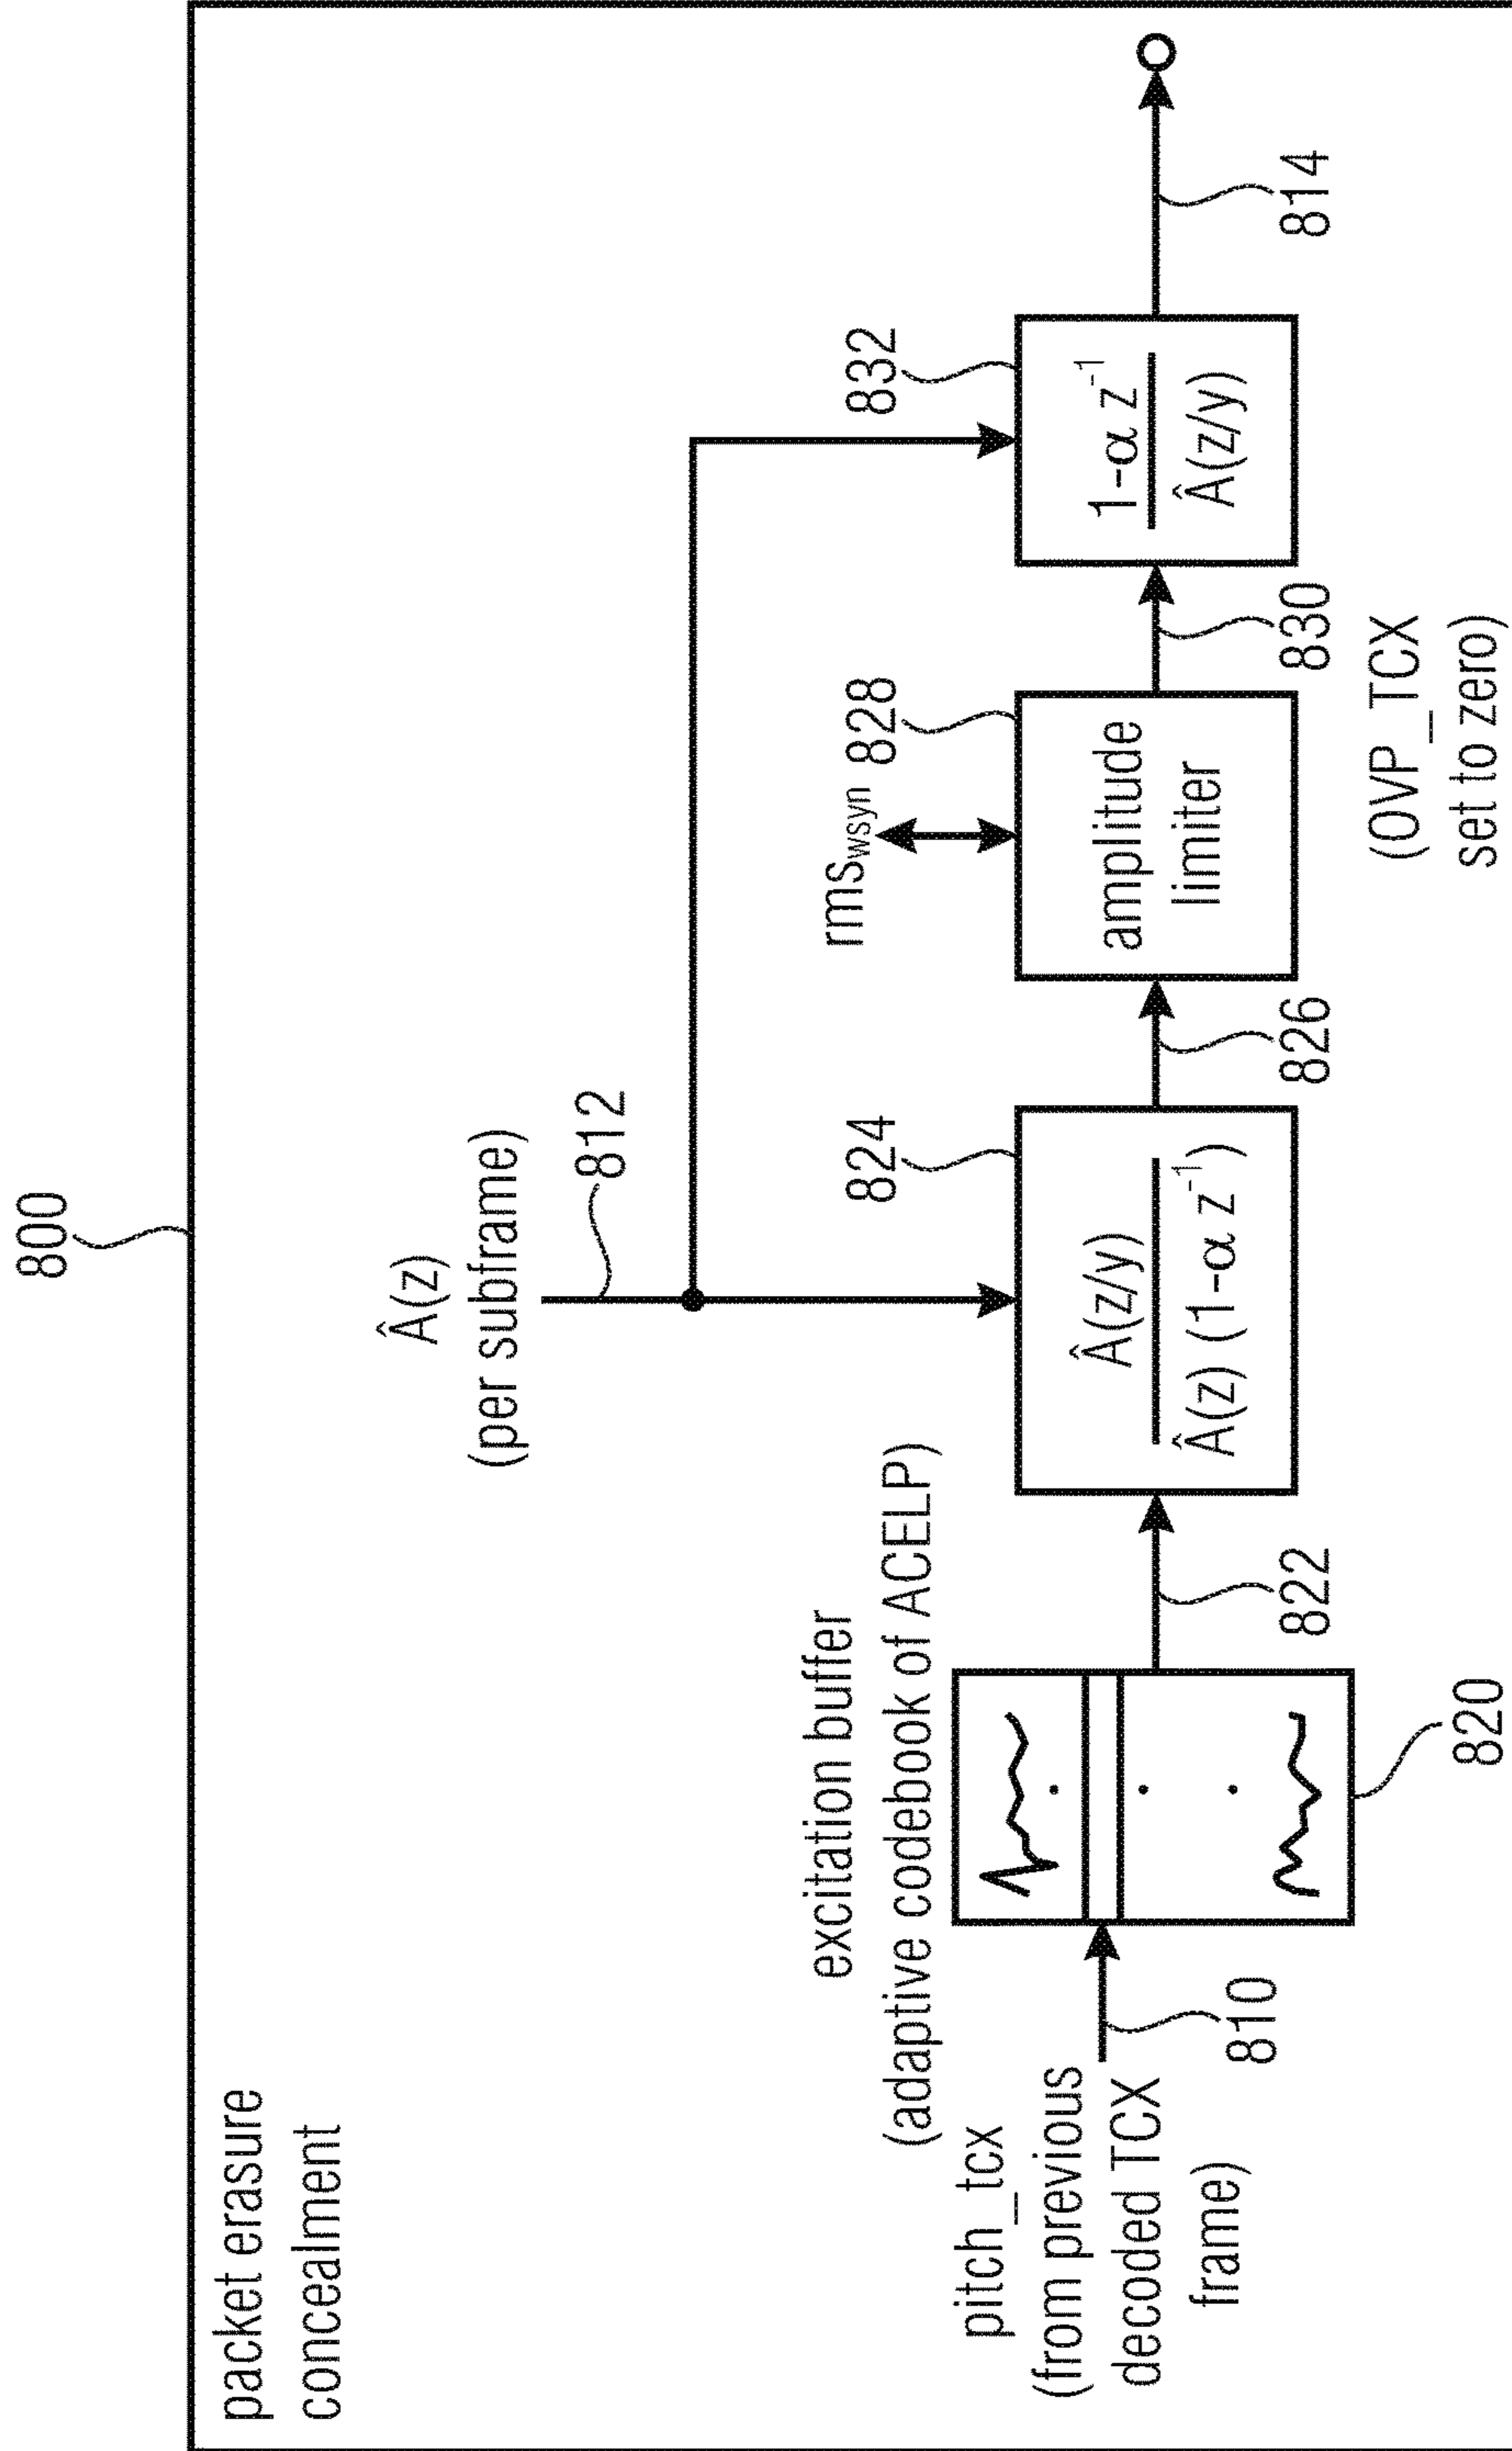 800
packet erasure
concealment
Â(z)
(per subframe)
812
excitation buffer
(adaptive codebook of ACELP)
pitch_tcx
(from previous
decoded TCX
frame)
810
820
822
824
Â(z/y)
Â(z) (1-α z⁻¹)
826
rms_wsyn
828
amplitude
limiter
830
(OVP_TCX
set to zero)
832
1-α z⁻¹
Â(z/y)
814